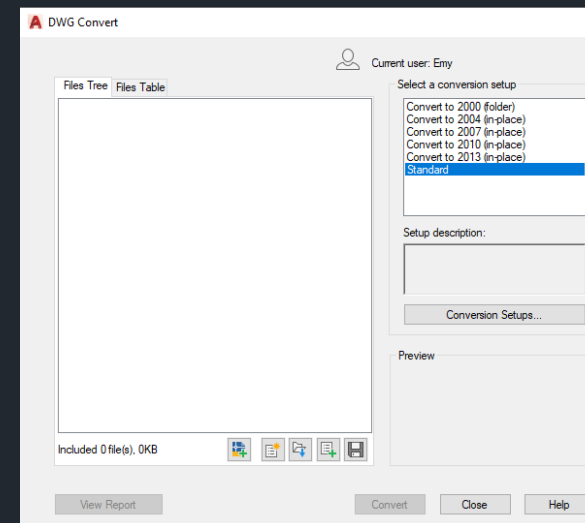 DWG Convert
Current user: Emy
Files Tree Files Table
Select a conversion setup
Convert to 2000 (folder)
Convert to 2004 (in-place)
Convert to 2007 (in-place)
Convert to 2010 (in-place)
Convert to 2013 (in-place)
Standard
Setup description:
Conversion Setups...
Preview
Included 0 file(s), 0KB
View Report
Convert
Close
Help